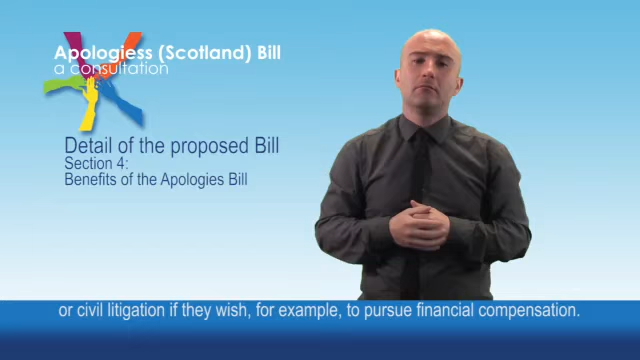 Apologiess (Scotland) Bill
a consultation
Detail of the proposed Bill
Section 4:
Benefits of the Apologies Bill
or civil litigation if they wish, for example, to pursue financial compensation.